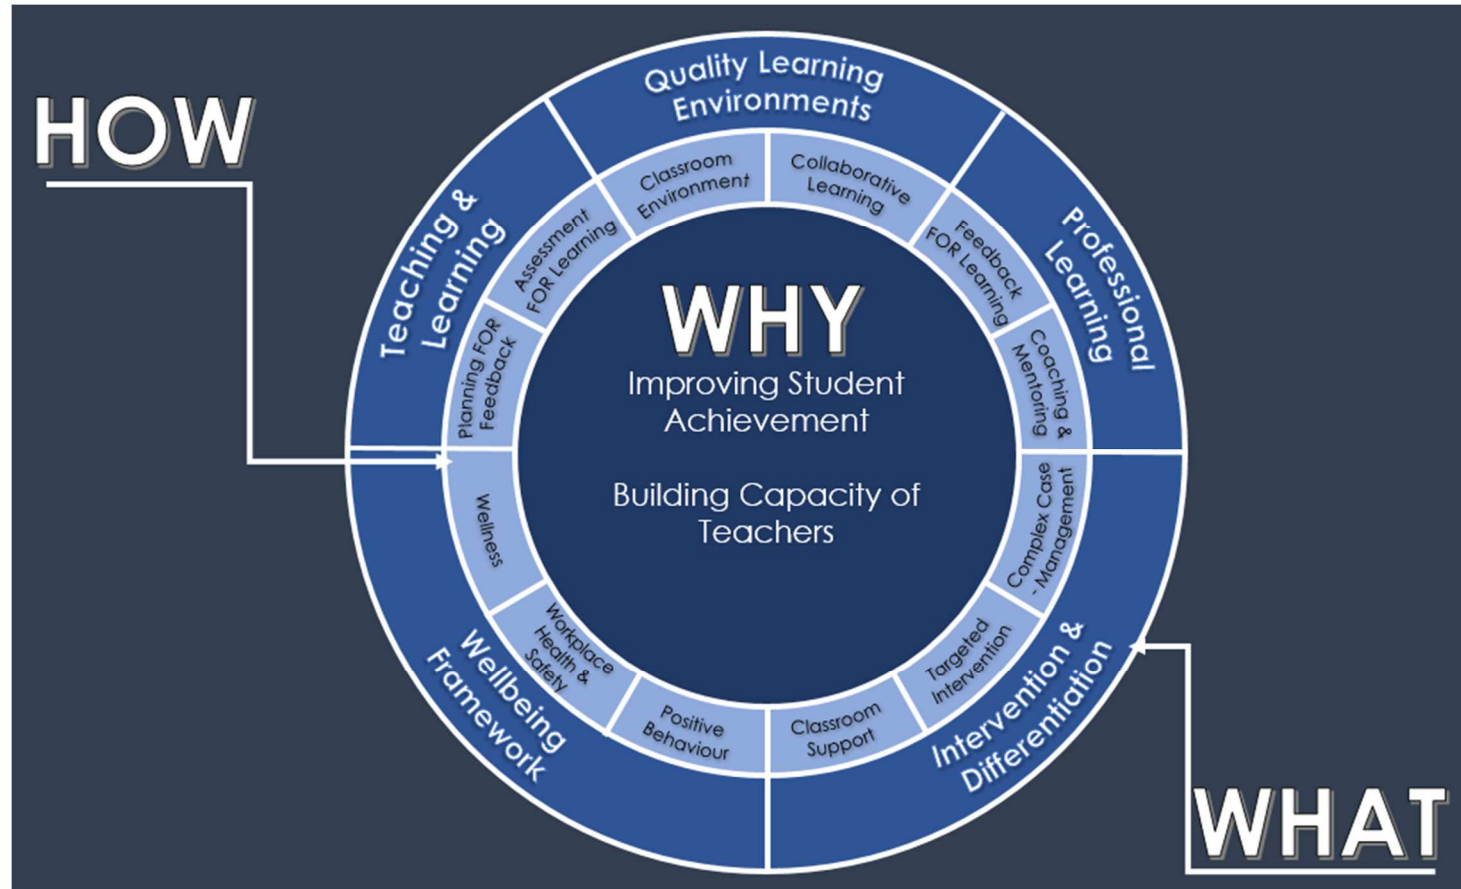 HOW
Quality Learning
Environments
Teaching &
Learning
Professional
Learning
Classroom
Environment
Collaborative
Learning
Assessment
FOR Learning
Feedback
FOR Learning
Planning FOR
Feedback
Coaching &
Mentoring
WHY
Improving Student
Achievement
Building Capacity of
Teachers
Wellness
Complex Case
- Management
Workplace
Health &
Safety
Targeted
Intervention
Positive
Behaviour
Classroom
Support
Wellbeing
Framework
Intervention &
Differentiation
WHAT